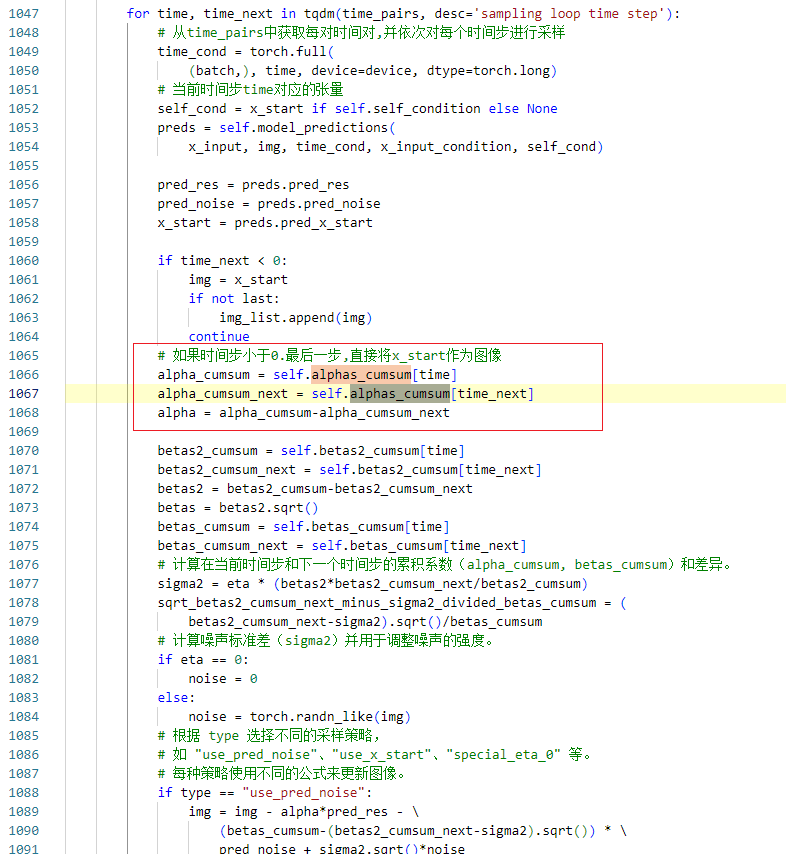 1047 for time, time_next in tqdm(time_pairs, desc='sampling loop time step'):
1048 # 从time_pairs中获取每对时间对,并依次对每个时间步进行采样
1049 time_cond = torch.full(
1050 (batch,), time, device=device, dtype=torch.long)
1051 # 当前时间步time对应的张量
1052 self_cond = x_start if self.self_condition else None
1053 preds = self.model_predictions(
1054 x_input, img, time_cond, x_input_condition, self_cond)
1055
1056 pred_res = preds.pred_res
1057 pred_noise = preds.pred_noise
1058 x_start = preds.pred_x_start
1059
1060 if time_next < 0:
1061 img = x_start
1062 if not last:
1063 img_list.append(img)
1064 continue
1065 # 如果时间步小于0.最后一步,直接将x_start作为图像
1066 alpha_cumsum = self.alphas_cumsum[time]
1067 alpha_cumsum_next = self.alphas_cumsum[time_next]
1068 alpha = alpha_cumsum-alpha_cumsum_next
1069
1070 betas2_cumsum = self.betas2_cumsum[time]
1071 betas2_cumsum_next = self.betas2_cumsum[time_next]
1072 betas2 = betas2_cumsum-betas2_cumsum_next
1073 betas = betas2.sqrt()
1074 betas_cumsum = self.betas_cumsum[time]
1075 betas_cumsum_next = self.betas_cumsum[time_next]
1076 # 计算在当前时间步和下一个时间步的累积系数（alpha_cumsum, betas_cumsum）和差异。
1077 sigma2 = eta * (betas2*betas2_cumsum_next/betas2_cumsum)
1078 sqrt_betas2_cumsum_next_minus_sigma2_divided_betas_cumsum = (
1079 betas2_cumsum_next-sigma2).sqrt()/betas_cumsum
1080 # 计算噪声标准差（sigma2）并用于调整噪声的强度。
1081 if eta == 0:
1082 noise = 0
1083 else:
1084 noise = torch.randn_like(img)
1085 # 根据 type 选择不同的采样策略，
1086 # 如 "use_pred_noise"、"use_x_start"、"special_eta_0" 等。
1087 # 每种策略使用不同的公式来更新图像。
1088 if type == "use_pred_noise":
1089 img = img - alpha*pred_res - \
1090 (betas_cumsum-(betas2_cumsum_next-sigma2).sqrt()) * \
1091 pred_noise + sigma2.sqrt()*noise